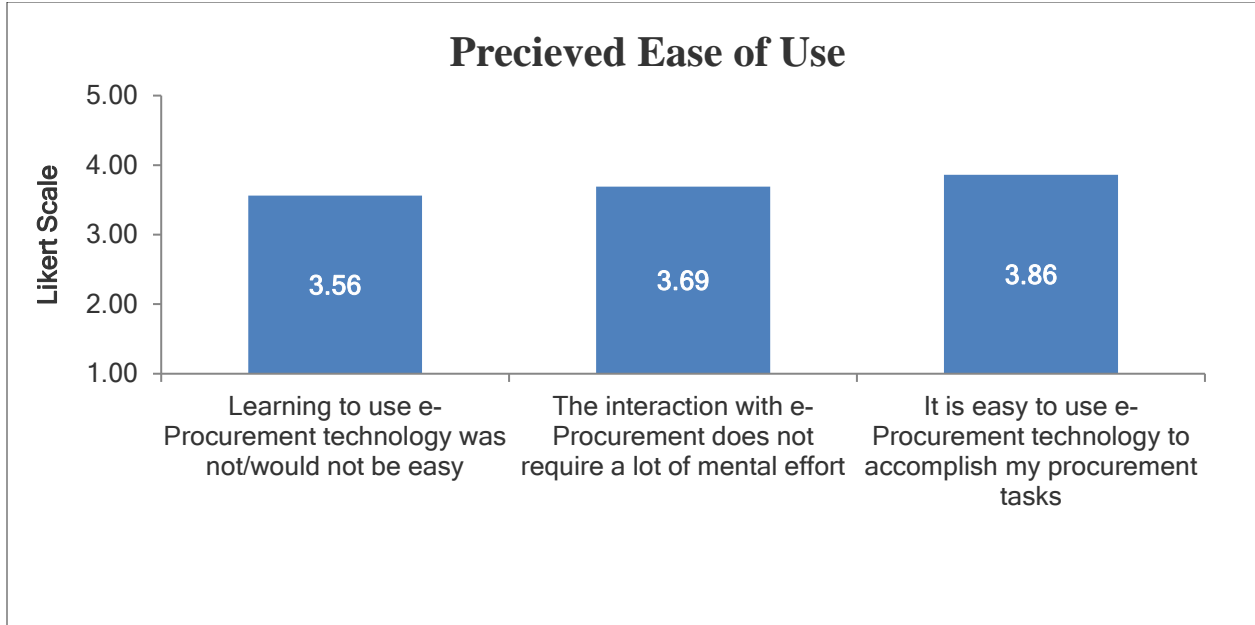 Precieved Ease of Use
5.00
4.00
3.00
2.00
1.00
Likert Scale
3.56
3.69
3.86
Learning to use e-
Procurement technology was
not/would not be easy
The interaction with e-
Procurement does not
require a lot of mental effort
It is easy to use e-
Procurement technology to
accomplish my procurement
tasks